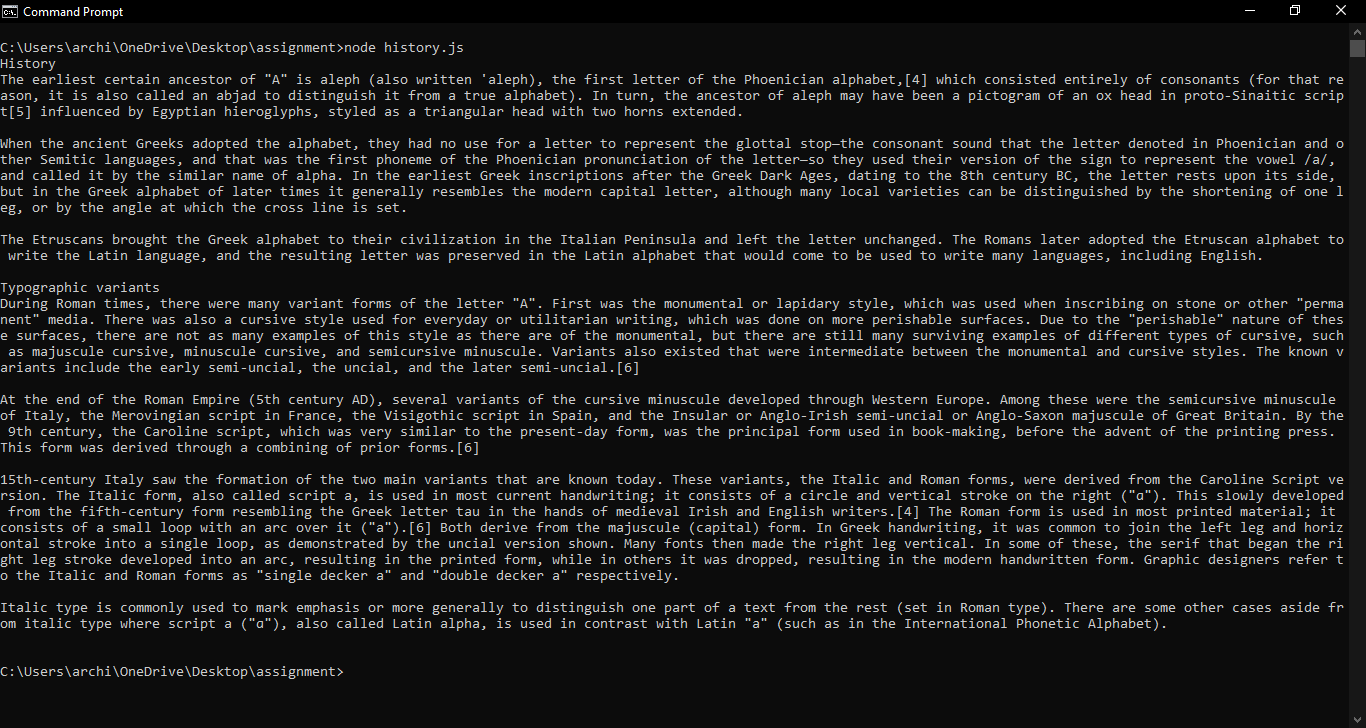 Command Prompt
C:\Users\archi\OneDrive\Desktop\assignment>node history.js
History
The earliest certain ancestor of "A" is aleph (also written 'aleph), the first letter of the Phoenician alphabet,[4] which consisted entirely of consonants (for that re
ason, it is also called an abjad to distinguish it from a true alphabet). In turn, the ancestor of aleph may have been a pictogram of an ox head in proto-Sinaitic scrip
t[5] influenced by Egyptian hieroglyphs, styled as a triangular head with two horns extended.
When the ancient Greeks adopted the alphabet, they had no use for a letter to represent the glottal stop—the consonant sound that the letter denoted in Phoenician and o
ther Semitic languages, and that was the first phoneme of the Phoenician pronunciation of the letter—so they used their version of the sign to represent the vowel /a/,
and called it by the similar name of alpha. In the earliest Greek inscriptions after the Greek Dark Ages, dating to the 8th century BC, the letter rests upon its side,
but in the Greek alphabet of later times it generally resembles the modern capital letter, although many local varieties can be distinguished by the shortening of one l
eg, or by the angle at which the cross line is set.
The Etruscans brought the Greek alphabet to their civilization in the Italian Peninsula and left the letter unchanged. The Romans later adopted the Etruscan alphabet to
write the Latin language, and the resulting letter was preserved in the Latin alphabet that would come to be used to write many languages, including English.
Typographic variants
During Roman times, there were many variant forms of the letter "A". First was the monumental or lapidary style, which was used when inscribing on stone or other "perma
nent" media. There was also a cursive style used for everyday or utilitarian writing, which was done on more perishable surfaces. Due to the "perishable" nature of thes
e surfaces, there are not as many examples of this style as there are of the monumental, but there are still many surviving examples of different types of cursive, such
as majuscule cursive, minuscule cursive, and semicursive minuscule. Variants also existed that were intermediate between the monumental and cursive styles. The known v
ariants include the early semi-uncial, the uncial, and the later semi-uncial.[6]
At the end of the Roman Empire (5th century AD), several variants of the cursive minuscule developed through Western Europe. Among these were the semicursive minuscule
of Italy, the Merovingian script in France, the Visigothic script in Spain, and the Insular or Anglo-Irish semi-uncial or Anglo-Saxon majuscule of Great Britain. By the
9th century, the Caroline script, which was very similar to the present-day form, was the principal form used in book-making, before the advent of the printing press.
This form was derived through a combining of prior forms.[6]
15th-century Italy saw the formation of the two main variants that are known today. These variants, the Italic and Roman forms, were derived from the Caroline Script ve
rsion. The Italic form, also called script a, is used in most current handwriting; it consists of a circle and vertical stroke on the right ("ɑ"). This slowly developed
from the fifth-century form resembling the Greek letter tau in the hands of medieval Irish and English writers.[4] The Roman form is used in most printed material; it
consists of a small loop with an arc over it ("a").[6] Both derive from the majuscule (capital) form. In Greek handwriting, it was common to join the left leg and horiz
ontal stroke into a single loop, as demonstrated by the uncial version shown. Many fonts then made the right leg vertical. In some of these, the serif that began the ri
ght leg stroke developed into an arc, resulting in the printed form, while in others it was dropped, resulting in the modern handwritten form. Graphic designers refer t
o the Italic and Roman forms as "single decker a" and "double decker a" respectively.
Italic type is commonly used to mark emphasis or more generally to distinguish one part of a text from the rest (set in Roman type). There are some other cases aside fr
om italic type where script a ("ɑ"), also called Latin alpha, is used in contrast with Latin "a" (such as in the International Phonetic Alphabet).
C:\Users\archi\OneDrive\Desktop\assignment>